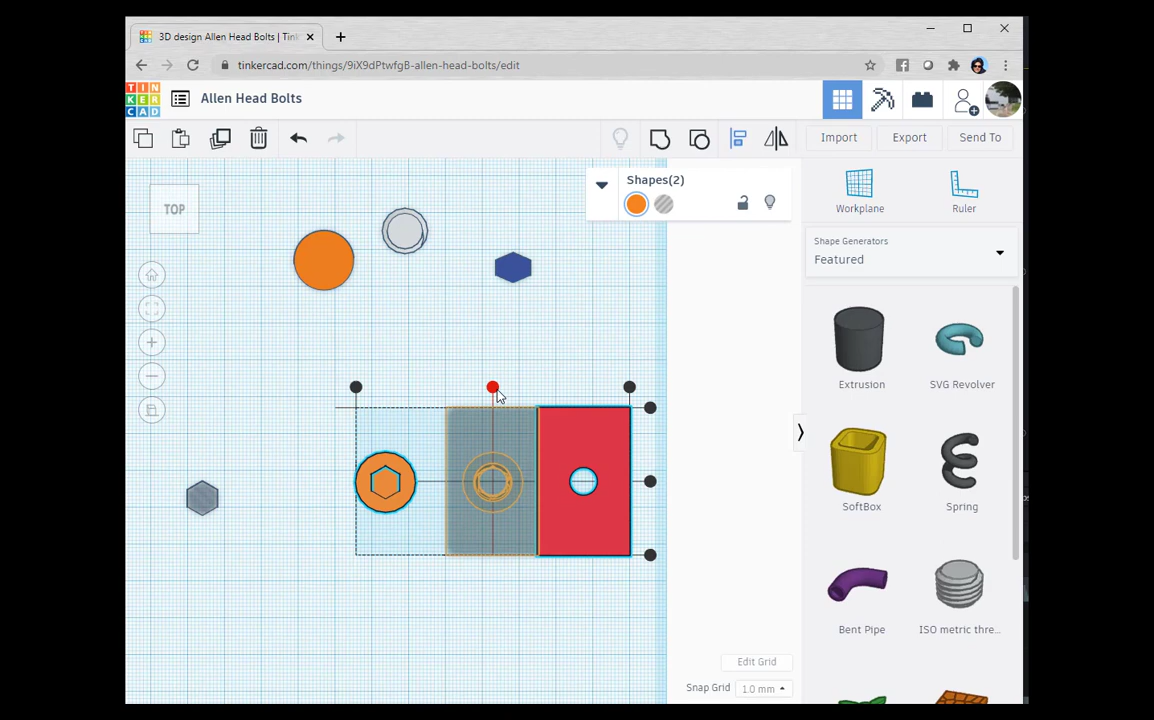 3D design Allen Head Bolts | Tin
tinkercad.com/things/9iX9dPtwfgB-allen-head-bolts/edit
TIN
KER
CAD
Allen Head Bolts
Import
Export
Send To
Shapes(2)
TOP
Workplane
Ruler
Shape Generators
Featured
Extrusion
SVG Revolver
SoftBox
Spring
Bent Pipe
ISO metric thre...
Edit Grid
Snap Grid
1.0 mm